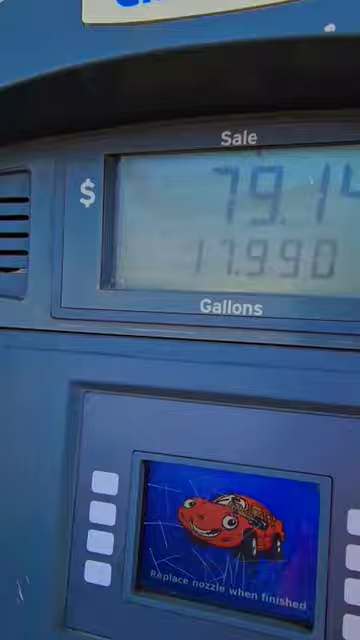 Sale
$ 79.14
17.990
Gallons
Replace nozzle when finished